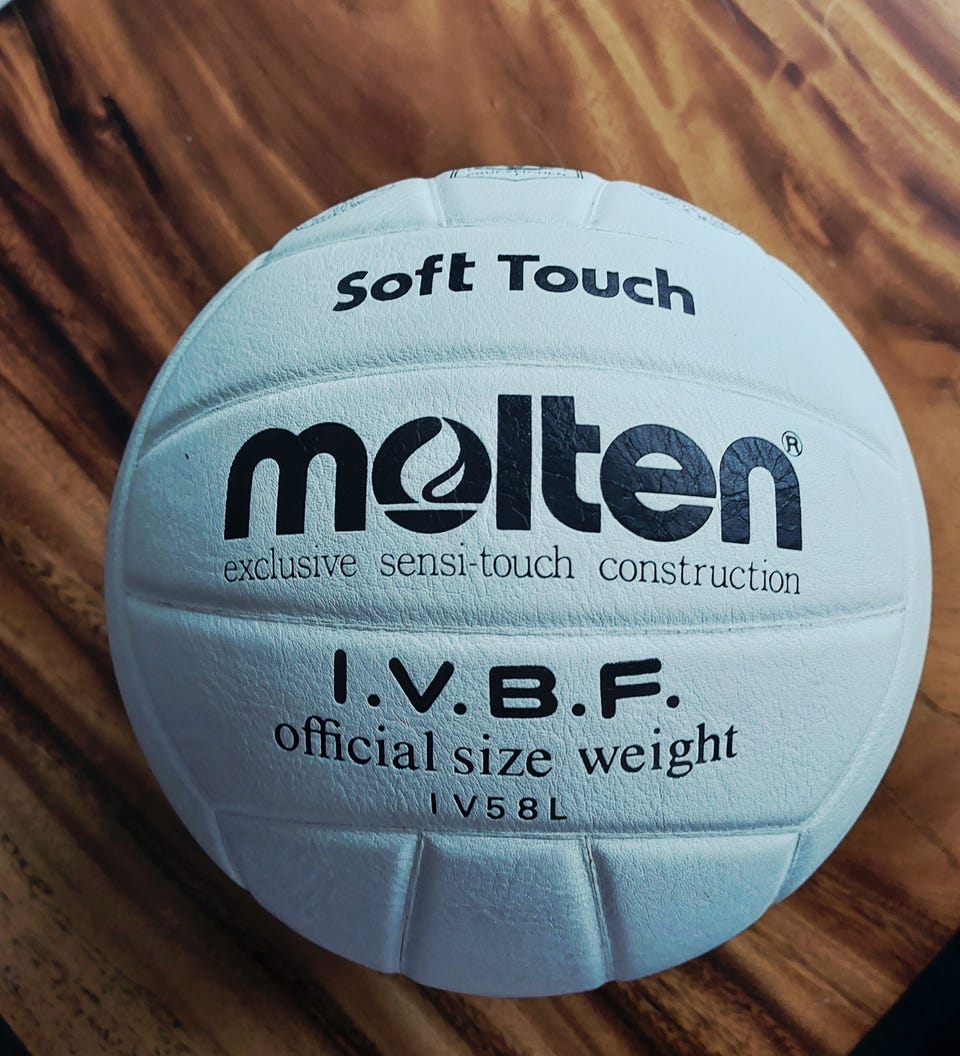 Soft Touch
molten®
exclusive sensi-touch construction
I.V.B.F.
official size weight
IV58L